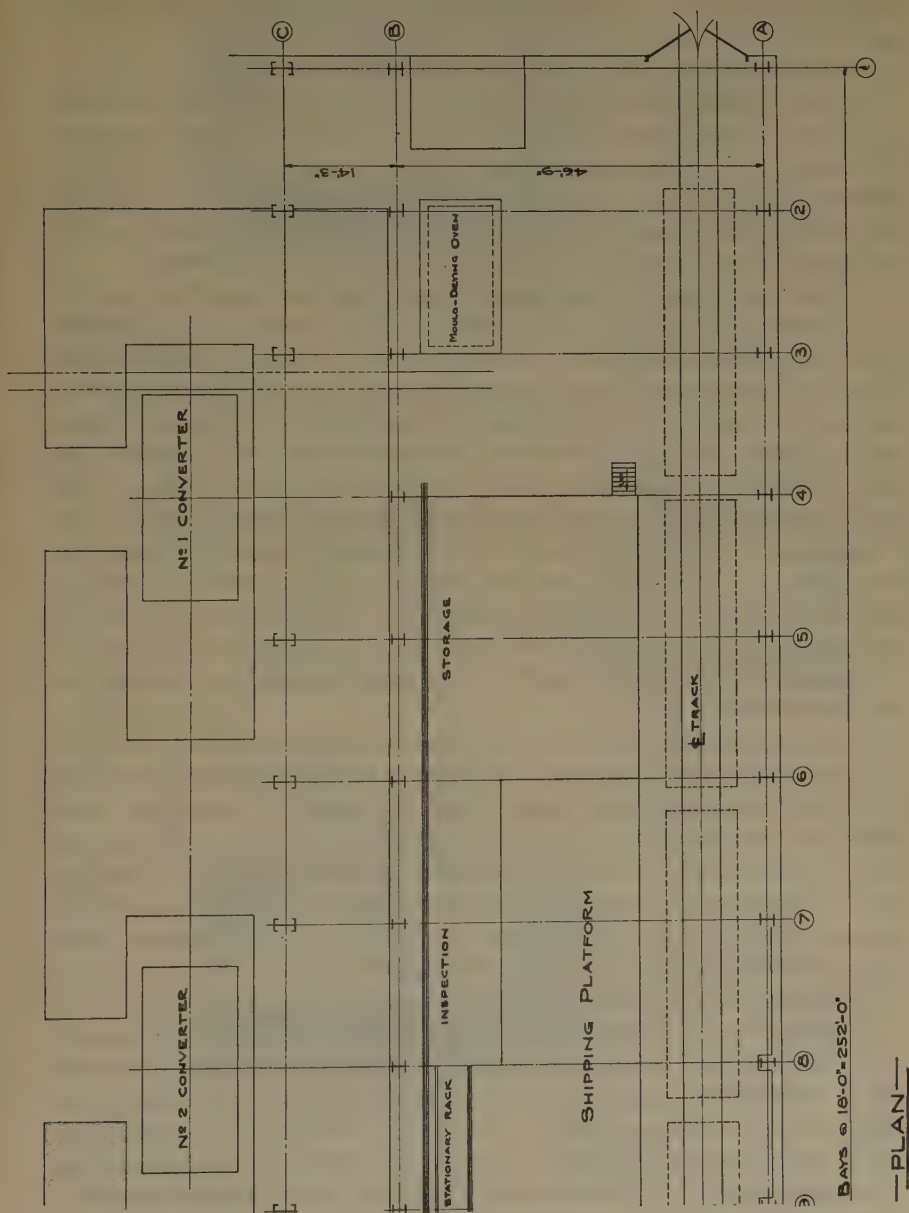 C
B
A
1
14'-3"
46'-9"
2
MOULD-DRYING OVEN
3
Nº 1 CONVERTER
4
STORAGE
5
℄ TRACK
6
7
INSPECTION
SHIPPING PLATFORM
Nº 2 CONVERTER
8
STATIONARY RACK
BAYS @ 18'-0"=252'-0"
PLAN